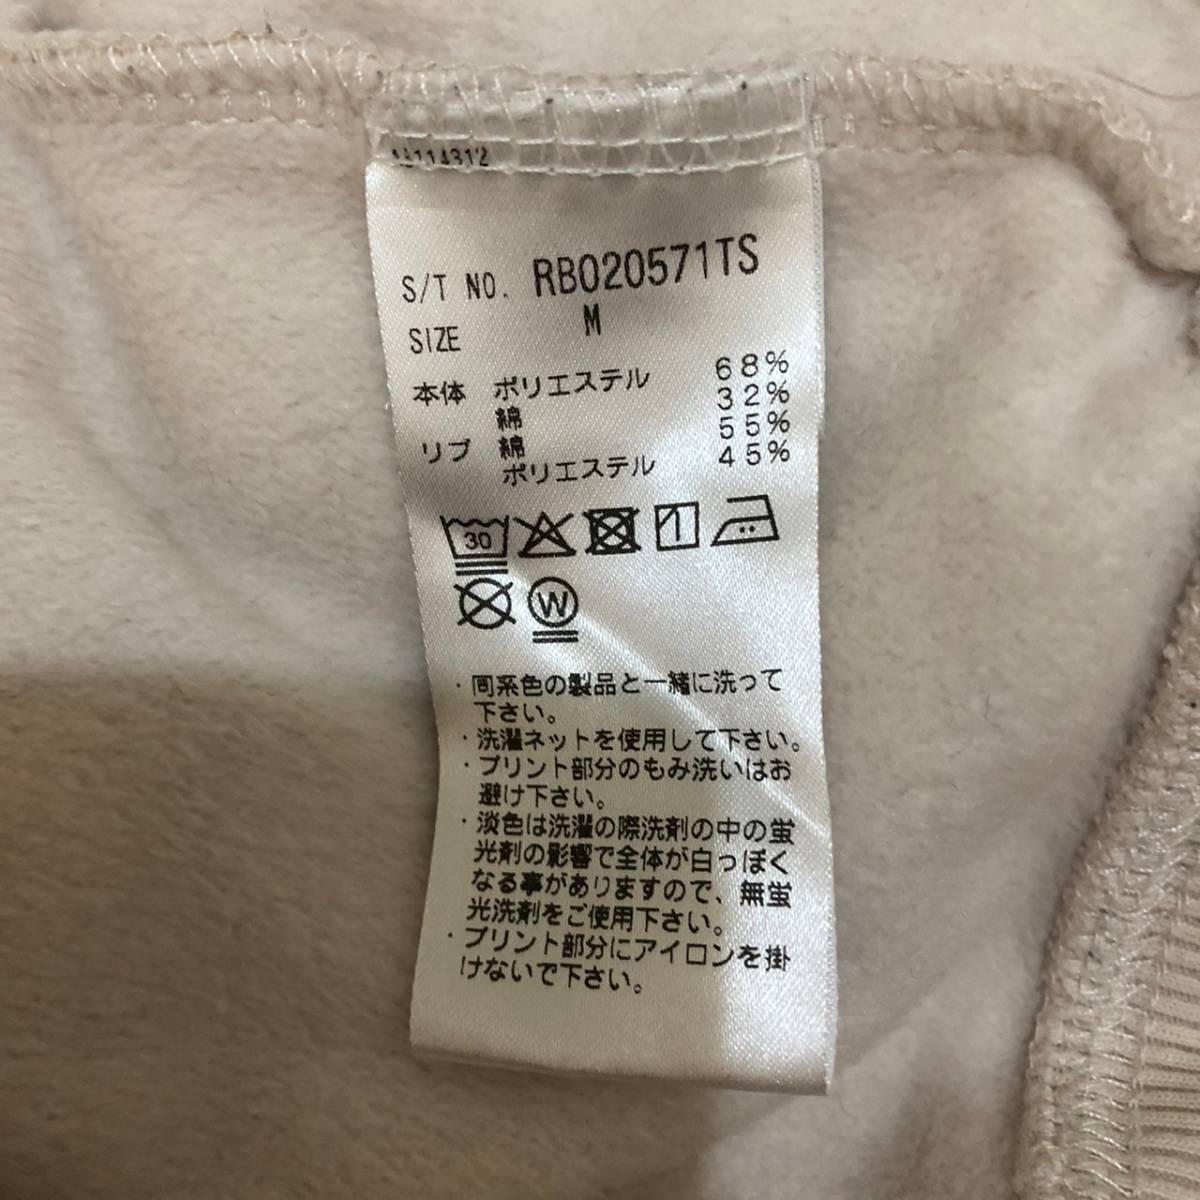 S/T NO. RB020571TS
SIZE M
本体 ポリエステル 68%
綿 32%
リブ 綿 55%
ポリエステル 45%
30
W
・同系色の製品と一緒に洗って
下さい。
・洗濯ネットを使用して下さい。
・プリント部分のもみ洗いはお
避け下さい。
・淡色は洗濯の際洗剤の中の蛍
光剤の影響で全体が白っぽく
なる事がありますので、無蛍
光洗剤をご使用下さい。
・プリント部分にアイロンを掛
けないで下さい。